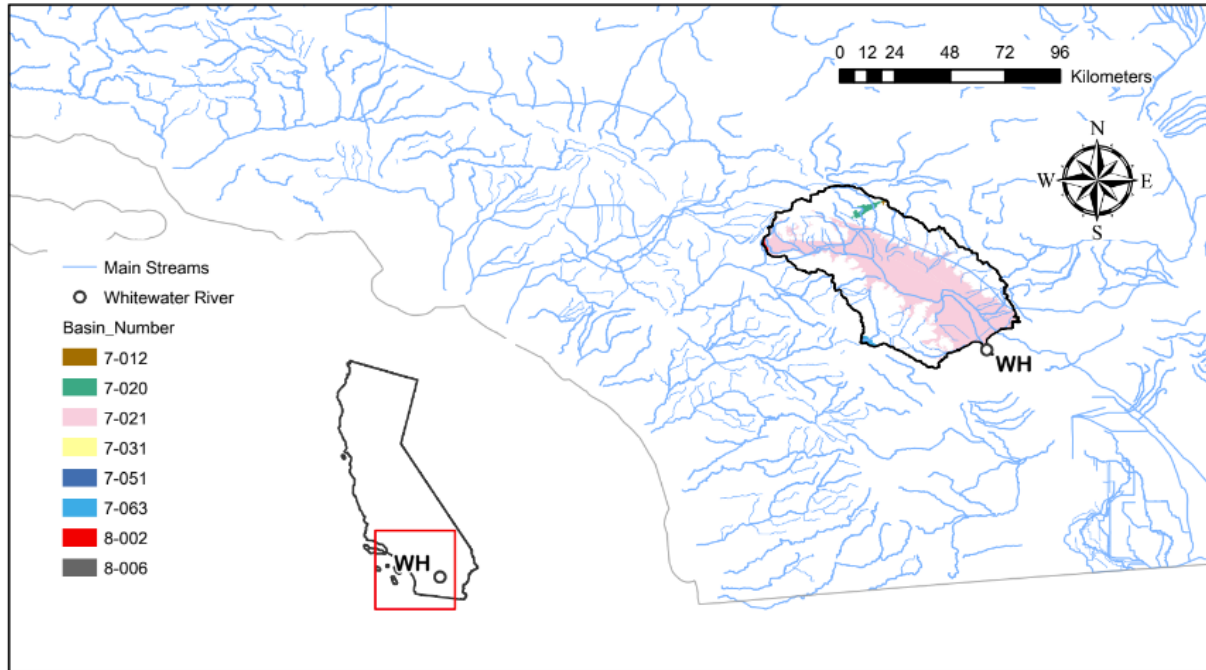 0 12 24 48 72 96
Kilometers
N
W E
S
Main Streams
Whitewater River
Basin_Number
7-012
7-020
7-021
7-031
7-051
7-063
8-002
8-006
WH
WH